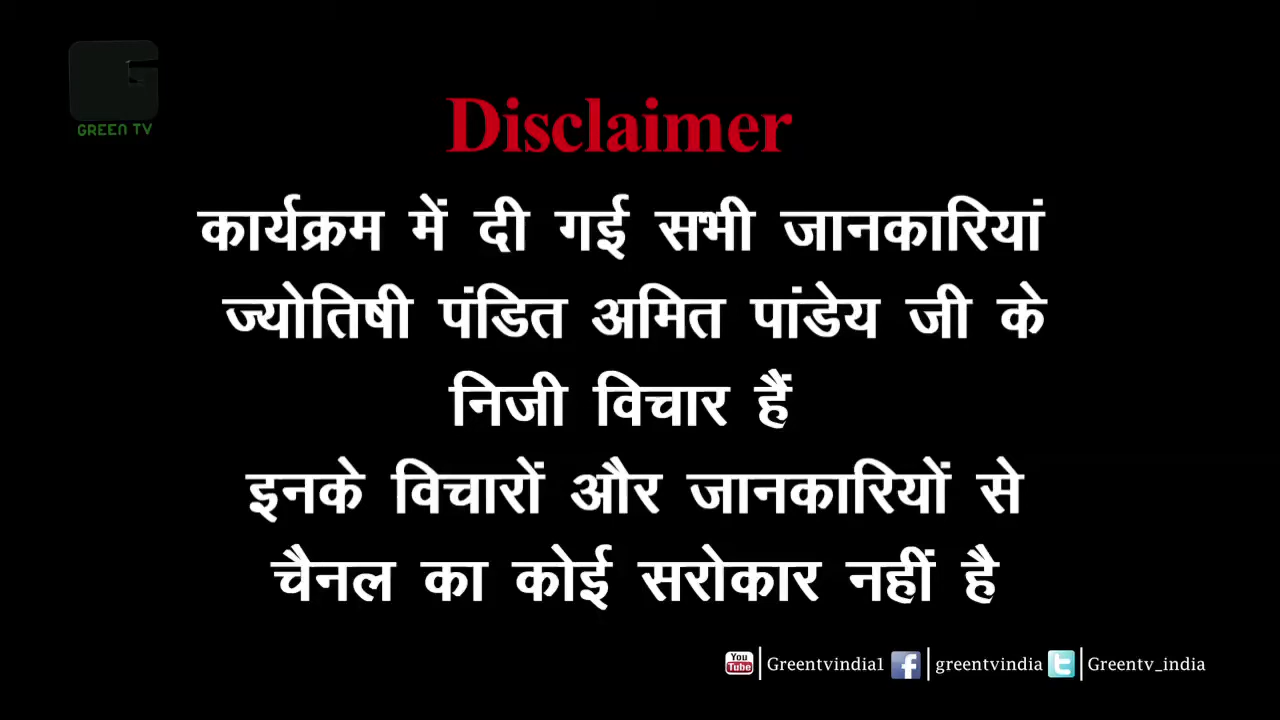 GREEN TV
Disclaimer
कार्यक्रम में दी गई सभी जानकारियां
ज्योतिषी पंडित अमित पांडेय जी के
निजी विचार हैं
इनके विचारों और जानकारियों से
चैनल का कोई सरोकार नहीं है
You Tube Greentvindia1 f greentvindia t Greentv_india